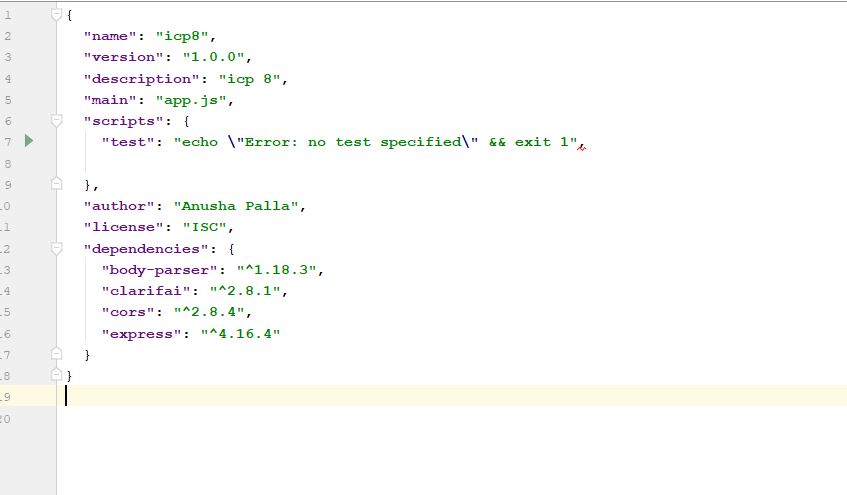 1 {
2 "name": "icp8",
3 "version": "1.0.0",
4 "description": "icp 8",
5 "main": "app.js",
6 "scripts": {
7 "test": "echo \"Error: no test specified\" && exit 1",
8
9 },
10 "author": "Anusha Palla",
11 "license": "ISC",
12 "dependencies": {
13 "body-parser": "^1.18.3",
14 "clarifai": "^2.8.1",
15 "cors": "^2.8.4",
16 "express": "^4.16.4"
17 }
18 }
19
20